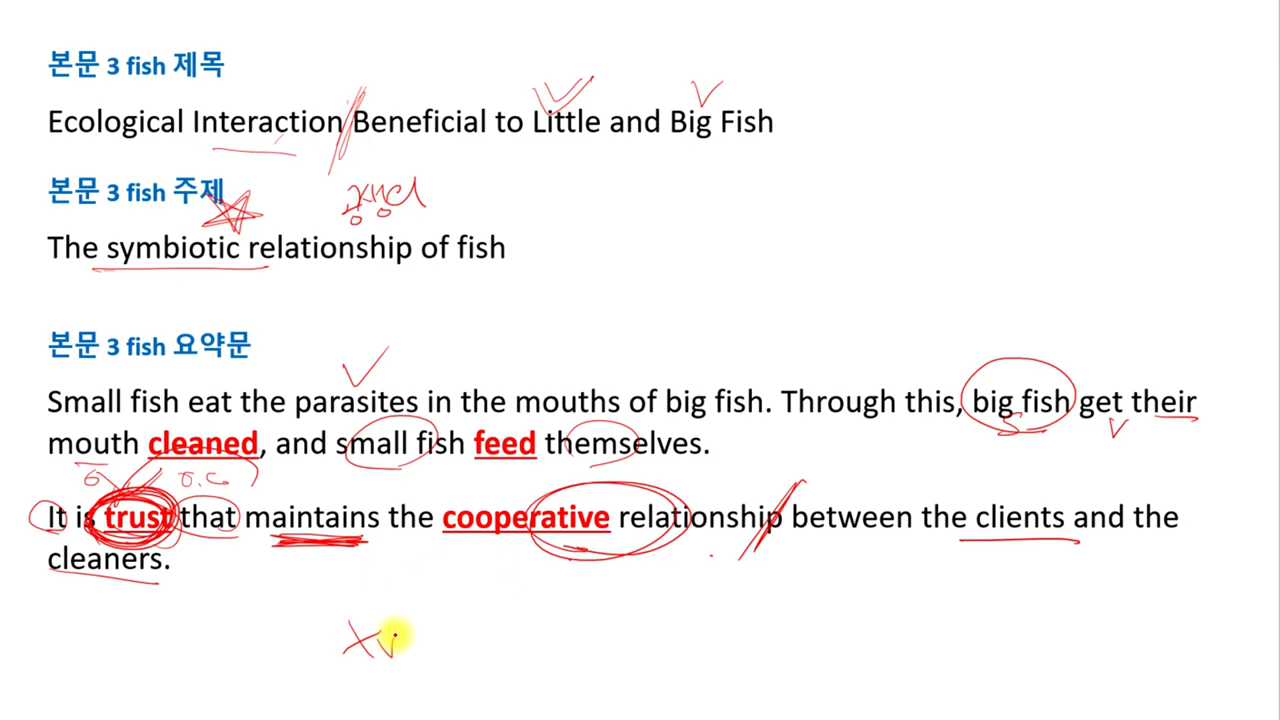 본문 3 fish 제목
Ecological Interaction Beneficial to Little and Big Fish
본문 3 fish 주제
공생
The symbiotic relationship of fish
본문 3 fish 요약문
Small fish eat the parasites in the mouths of big fish. Through this, big fish get their
S V
mouth cleaned, and small fish feed themselves.
O O.C
It is trust that maintains the cooperative relationship between the clients and the
cleaners.